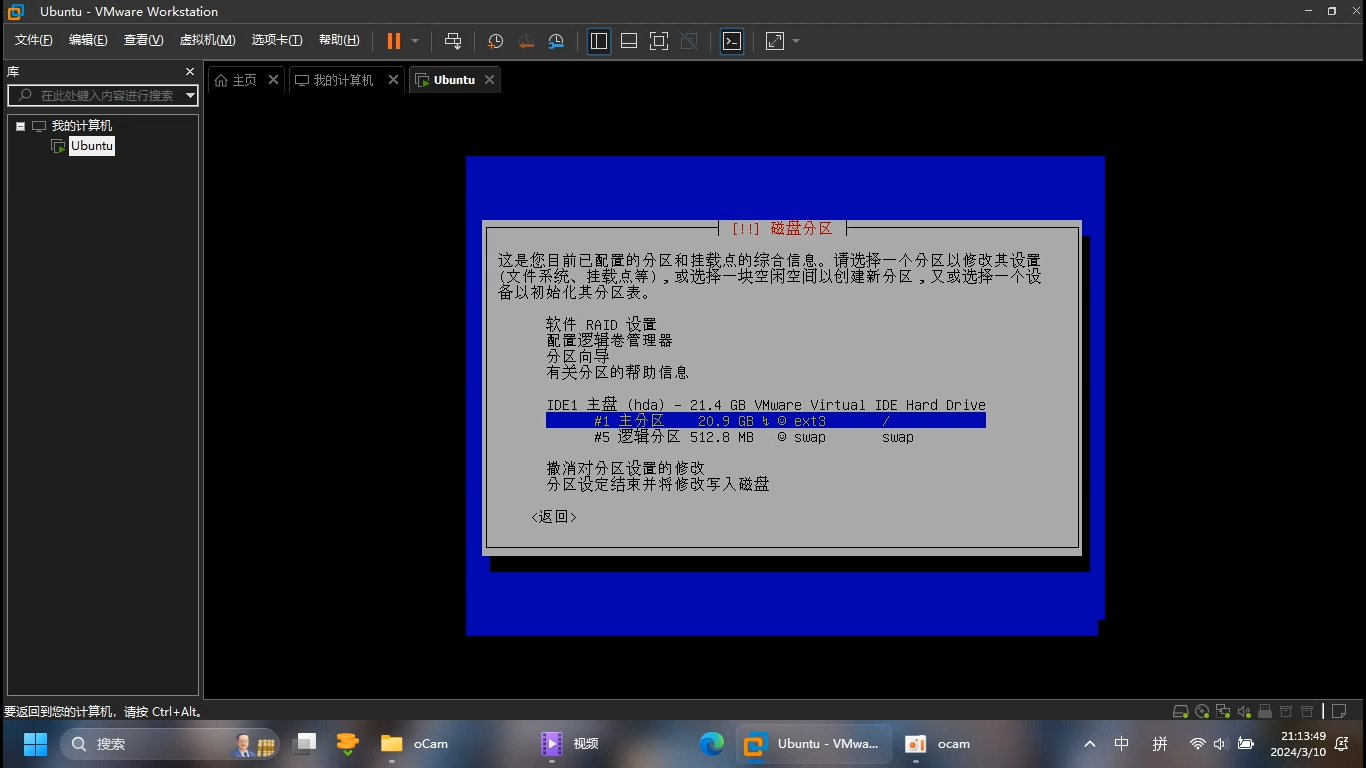 Ubuntu - VMware Workstation
文件(F) 编辑(E) 查看(V) 虚拟机(M) 选项卡(T) 帮助(H)
库
主页 我的计算机 Ubuntu
在此处键入内容进行搜索
我的计算机
Ubuntu
[!!] 磁盘分区
这是您目前已配置的分区和挂载点的综合信息。请选择一个分区以修改其设置
(文件系统、挂载点等),或选择一块空闲空间以创建新分区,又或选择一个设
备以初始化其分区表。
软件 RAID 设置
配置逻辑卷管理器
分区向导
有关分区的帮助信息
IDE1 主盘 (hda) - 21.4 GB VMware Virtual IDE Hard Drive
#1 主分区 20.9 GB ↯ ☺ ext3 /
#5 逻辑分区 512.8 MB ☺ swap swap
撤消对分区设置的修改
分区设定结束并将修改写入磁盘
<返回>
要返回到您的计算机，请按 Ctrl+Alt。
搜索 oCam 视频 Ubuntu - VMwa... ocam 中 拼 21:13:49
2024/3/10